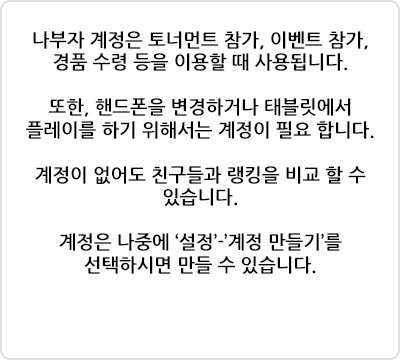 나부자 계정은 토너먼트 참가, 이벤트 참가,
경품 수령 등을 이용할 때 사용됩니다.
또한, 핸드폰을 변경하거나 태블릿에서
플레이를 하기 위해서는 계정이 필요 합니다.
계정이 없어도 친구들과 랭킹을 비교 할 수
있습니다.
계정은 나중에 ‘설정’-’계정 만들기’를
선택하시면 만들 수 있습니다.